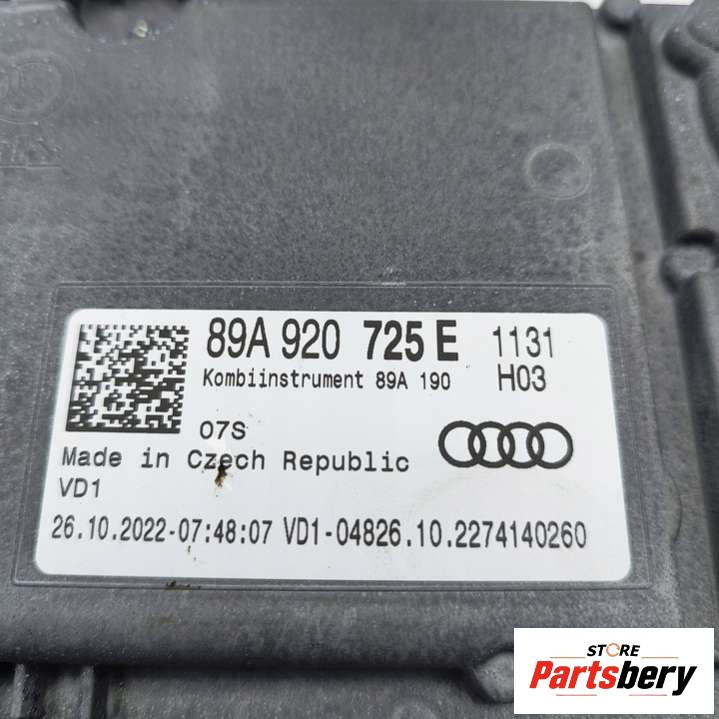 89A 920 725 E 1131
Kombiinstrument 89A 190 H03
07S
Made in Czech Republic
VD1
26.10.2022-07:48:07 VD1-04826.10.2274140260
STORE
Partsbery